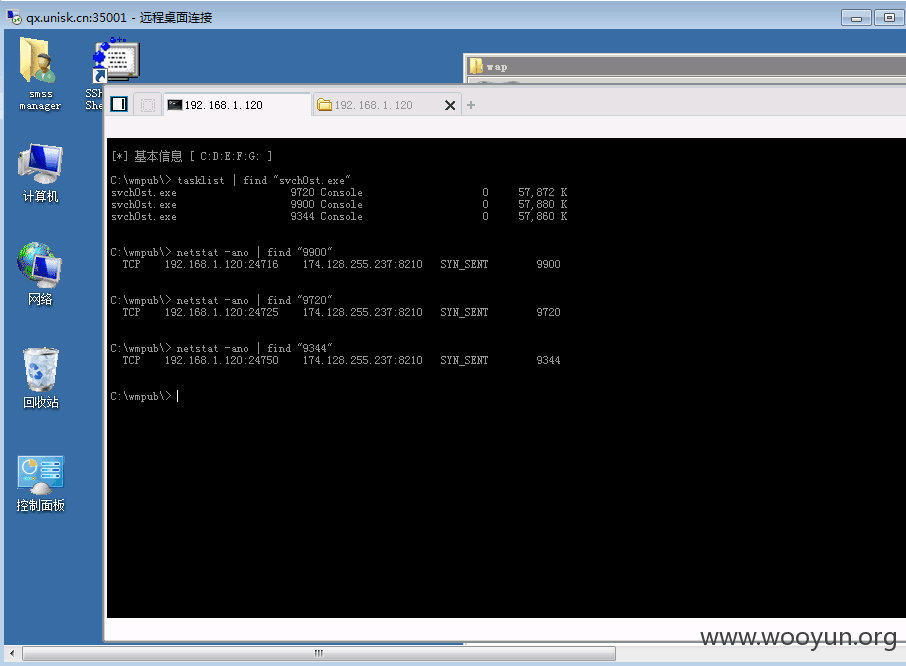 qx.unisk.cn:35001 - 远程桌面连接
smss manager
SSH
She
wap
192.168.1.120
192.168.1.120
计算机
网络
回收站
控制面板
[*] 基本信息 [ C:D:E:F:G: ]
C:\wmpub\> tasklist | find "svch0st.exe"
svch0st.exe 9720 Console 0 57,872 K
svch0st.exe 9900 Console 0 57,880 K
svch0st.exe 9344 Console 0 57,860 K
C:\wmpub\> netstat -ano | find "9900"
TCP 192.168.1.120:24716 174.128.255.237:8210 SYN_SENT 9900
C:\wmpub\> netstat -ano | find "9720"
TCP 192.168.1.120:24725 174.128.255.237:8210 SYN_SENT 9720
C:\wmpub\> netstat -ano | find "9344"
TCP 192.168.1.120:24750 174.128.255.237:8210 SYN_SENT 9344
C:\wmpub\>
www.wooyun.org